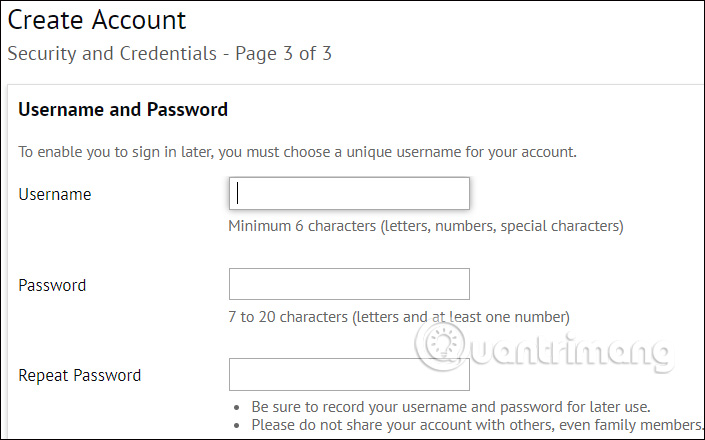 Create Account
Security and Credentials - Page 3 of 3
Username and Password
To enable you to sign in later, you must choose a unique username for your account.
Username
Minimum 6 characters (letters, numbers, special characters)
Password
7 to 20 characters (letters and at least one number)
Quantrimang
Repeat Password
• Be sure to record your username and password for later use.
• Please do not share your account with others, even family members.